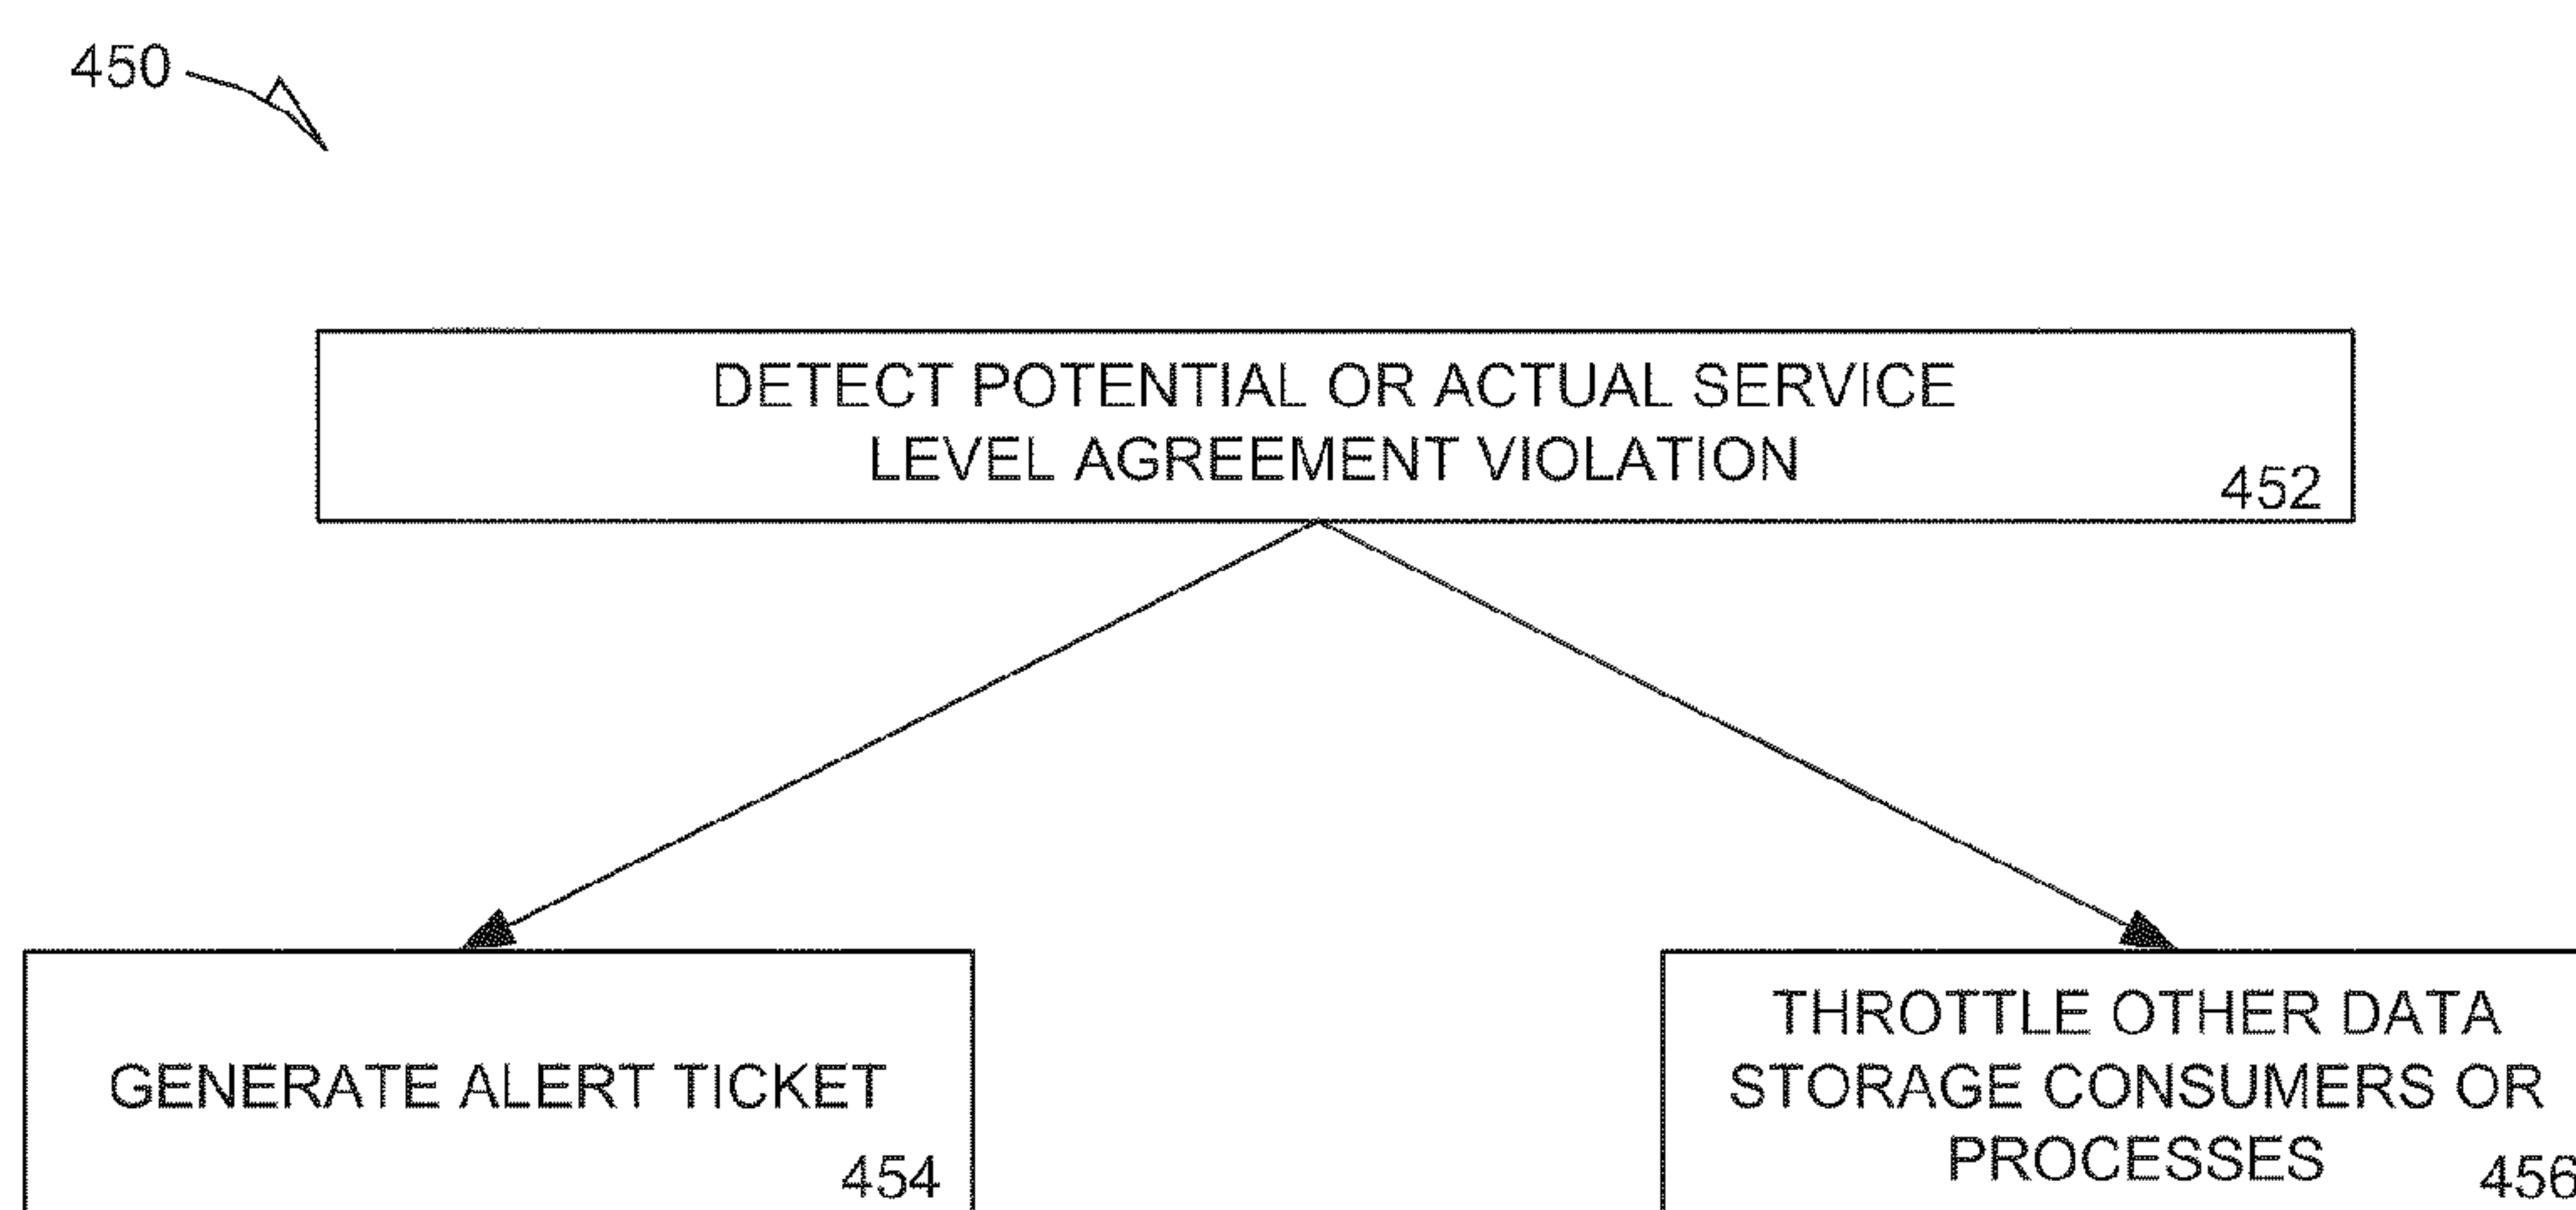 450
DETECT POTENTIAL OR ACTUAL SERVICE
LEVEL AGREEMENT VIOLATION
452
GENERATE ALERT TICKET
454
THROTTLE OTHER DATA
STORAGE CONSUMERS OR
PROCESSES
456